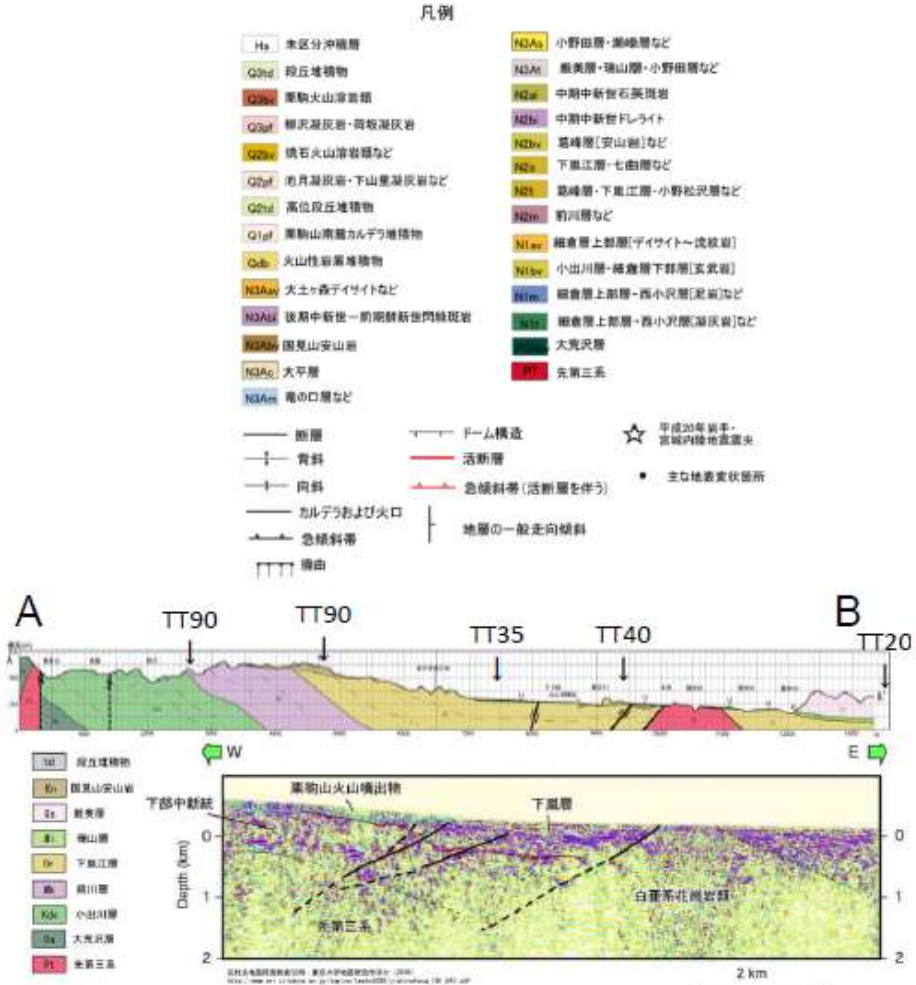 凡例
Ha 未区分沖積層
Q3td 段丘堆積物
Q3bv 栗駒火山溶岩類
Q3pf 柳沢凝灰岩・荷坂凝灰岩
Q2bv 焼石火山溶岩類など
Q2pf 池月凝灰岩・下山里凝灰岩など
Q2td 高位段丘堆積物
Q1pf 栗駒山南麓カルデラ堆積物
Qdb 火山性岩屑堆積物
N3Aav 大土ヶ森デイサイトなど
N3Abi 後期中新世－前期鮮新世閃緑斑岩
N3Abv 国見山安山岩
N3Ac 大平層
N3Am 竜の口層など
N3As 小野田層・瀬峰層など
N3At 厳美層・瑞山層・小野田層など
N2ai 中期中新世石英斑岩
N2bi 中期中新世ドレライト
N2bv 葛峰層[安山岩]など
N2s 下嵐江層・七曲層など
N2t 葛峰層・下嵐江層・小野松沢層など
N2m 前川層など
N1av 細倉層上部層[デイサイト～流紋岩]
N1bv 小出川層・細倉層下部層[玄武岩]
N1m 細倉層上部層・西小沢層[泥岩]など
N1t 細倉層上部層・西小沢層[凝灰岩]など
大荒沢層
PT 先第三系
断層
背斜
向斜
カルデラおよび火口
急傾斜帯
撓曲
ドーム構造
活断層
急傾斜帯(活断層を伴う)
地層の一般走向傾斜
平成20年岩手・
宮城内陸地震震央
主な地表変状箇所
A
B
TT90
TT90
TT35
TT40
TT20
W
E
td 段丘堆積物
Kn 国見山安山岩
Gn 厳美層
瑞山層
Or 下嵐江層
Mk 前川層
Kdo 小出川層
Oa 大荒沢層
Pt 先第三系
栗駒山火山噴出物
下部中新統
下嵐層
先第三系
白亜系花崗岩類
Depth (km)
0
1
2
0
1
2
2 km